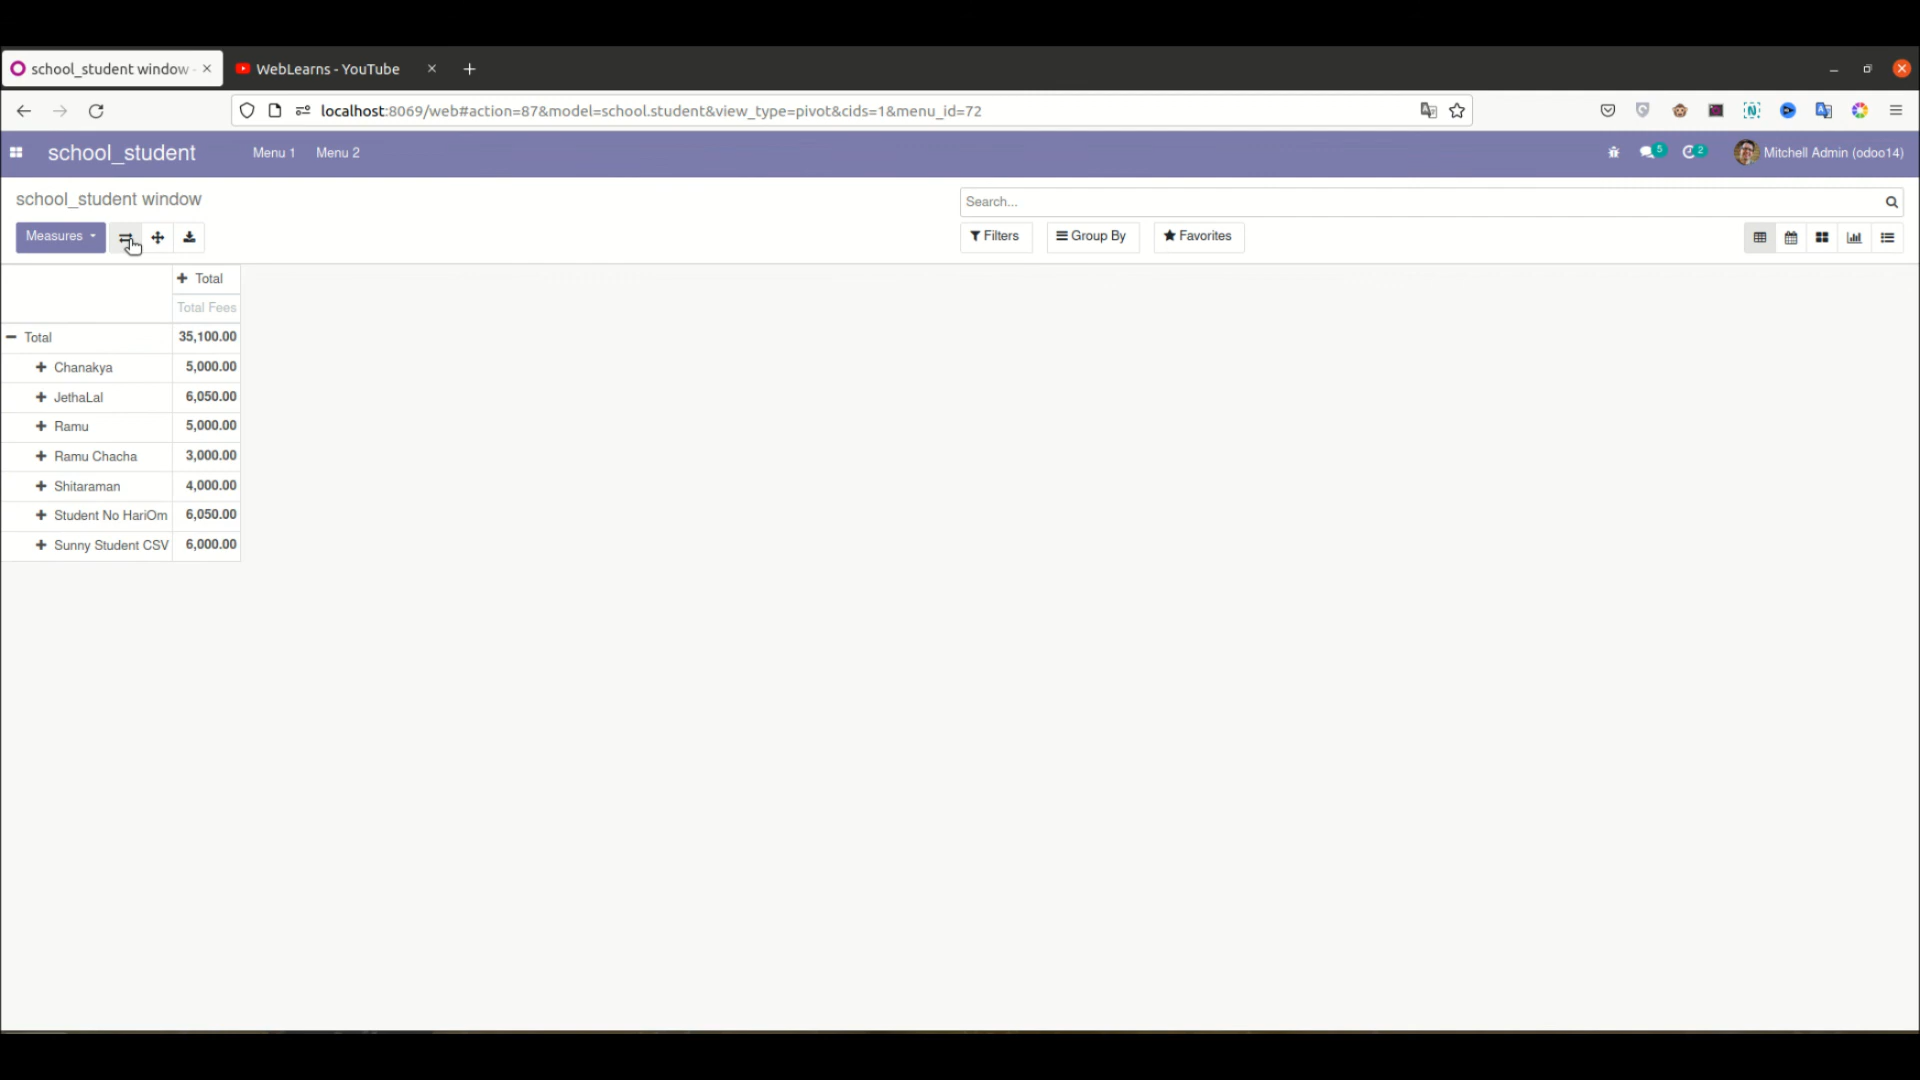 school_student window
WebLearns - YouTube
localhost:8069/web#action=87&model=school.student&view_type=pivot&cids=1&menu_id=72
school_student Menu 1 Menu 2 5 2 Mitchell Admin (odoo14)
school_student window
Search...
Measures Filters Group By Favorites
Total
Total Fees
Total 35,100.00
Chanakya 5,000.00
JethaLal 6,050.00
Ramu 5,000.00
Ramu Chacha 3,000.00
Shitaraman 4,000.00
Student No HariOm 6,050.00
Sunny Student CSV 6,000.00